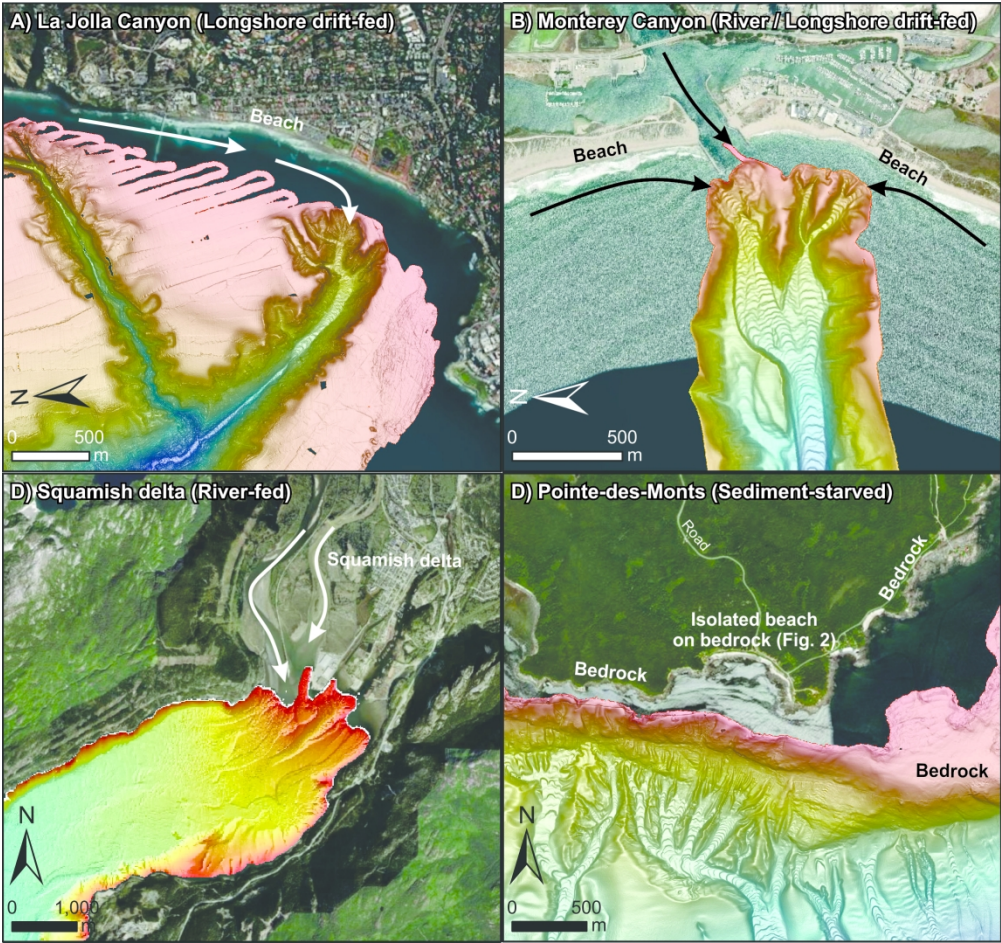 A) La Jolla Canyon (Longshore drift-fed)
Beach
N
0 500
m
B) Monterey Canyon (River / Longshore drift-fed)
Beach
Beach
N
0 500
m
D) Squamish delta (River-fed)
Squamish delta
N
0 1,000
m
D) Pointe-des-Monts (Sediment-starved)
Road
Bedrock
Isolated beach
on bedrock (Fig. 2)
Bedrock
Bedrock
N
0 500
m